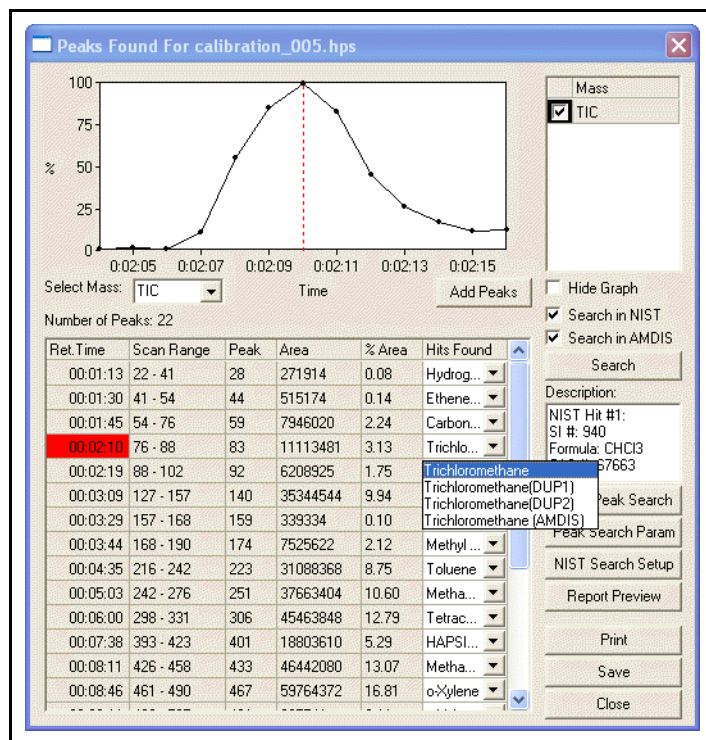 Peaks Found For calibration_005.hps
100
75
%
50
25
0
0:02:05 0:02:07 0:02:09 0:02:11 0:02:13 0:02:15
Time
Select Mass: TIC
Add Peaks
Number of Peaks: 22
Mass
TIC
Hide Graph
Search in NIST
Search in AMDIS
Search
Description:
NIST Hit #1:
SI #: 940
Formula: CHCl3
67663
Peak Search
Peak Search Param
NIST Search Setup
Report Preview
Print
Save
Close
Ret.Time Scan Range Peak Area % Area Hits Found
00:01:13 22 - 41 28 271914 0.08 Hydrog...
00:01:30 41 - 54 44 515174 0.14 Ethene...
00:01:45 54 - 76 59 7946020 2.24 Carbon...
00:02:10 76 - 88 83 11113481 3.13 Trichlo...
00:02:19 88 - 102 92 6208925 1.75
Trichloromethane
Trichloromethane(DUP1)
Trichloromethane(DUP2)
Trichloromethane (AMDIS)
00:03:09 127 - 157 140 35344544 9.94
00:03:29 157 - 168 159 339334 0.10
00:03:44 168 - 190 174 7525622 2.12 Methyl ...
00:04:35 216 - 242 223 31088368 8.75 Toluene
00:05:03 242 - 276 251 37663404 10.60 Metha...
00:06:00 298 - 331 306 45463848 12.79 Tetrac...
00:07:38 393 - 423 401 18803610 5.29 HAPSI...
00:08:11 426 - 458 433 46442080 13.07 Metha...
00:08:46 461 - 490 467 59764372 16.81 o-Xylene